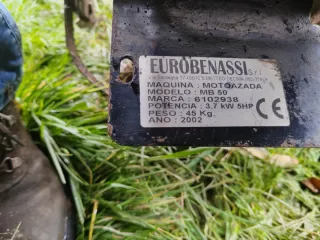 EUROBENASSI s.r.l.
MAQUINA : MOTOAZADA
MODELO : MB 50
MARCA : 6102938
POTENCIA : 3,7 kW 5HP
PESO : 45 Kg.
AÑO : 2002
CE